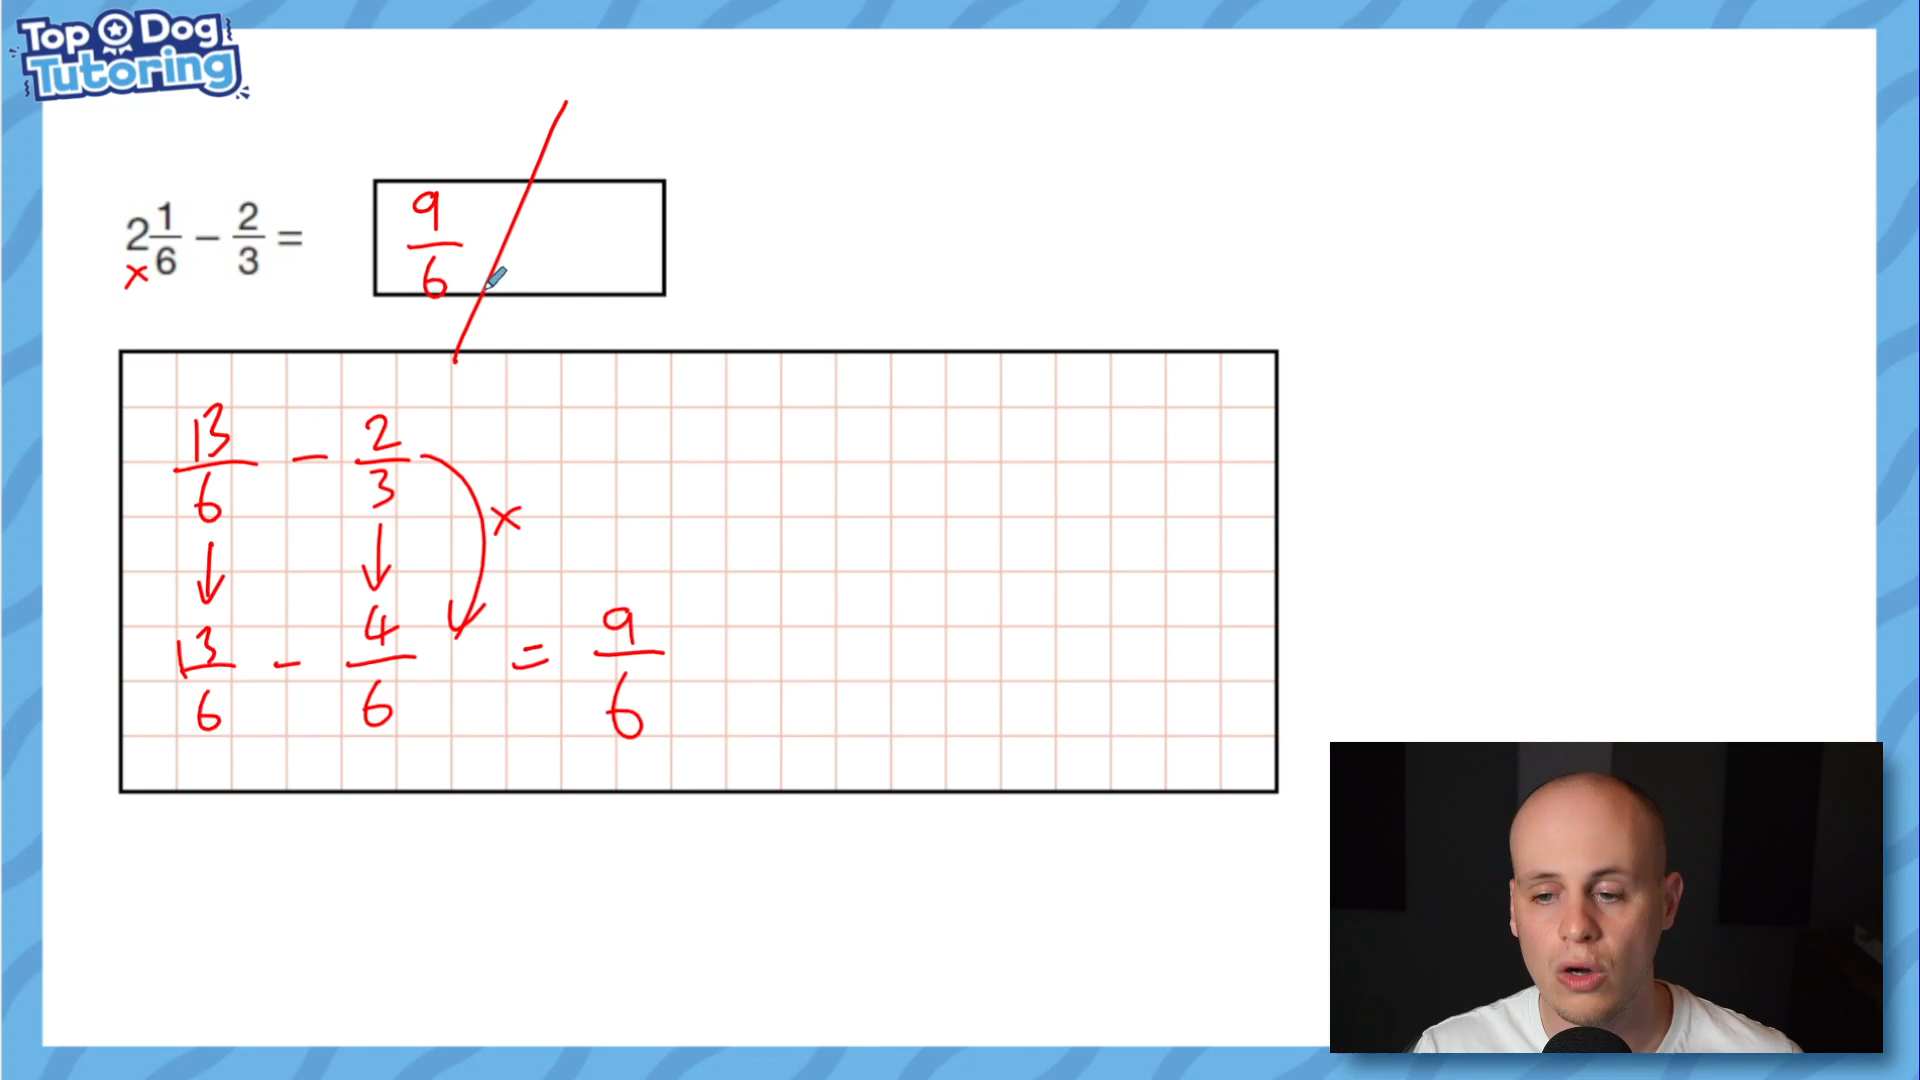 Top Dog
Tutoring
2 1/6 − 2/3 =
x
9/6
13/6 − 2/3
x
13/6 − 4/6 = 9/6